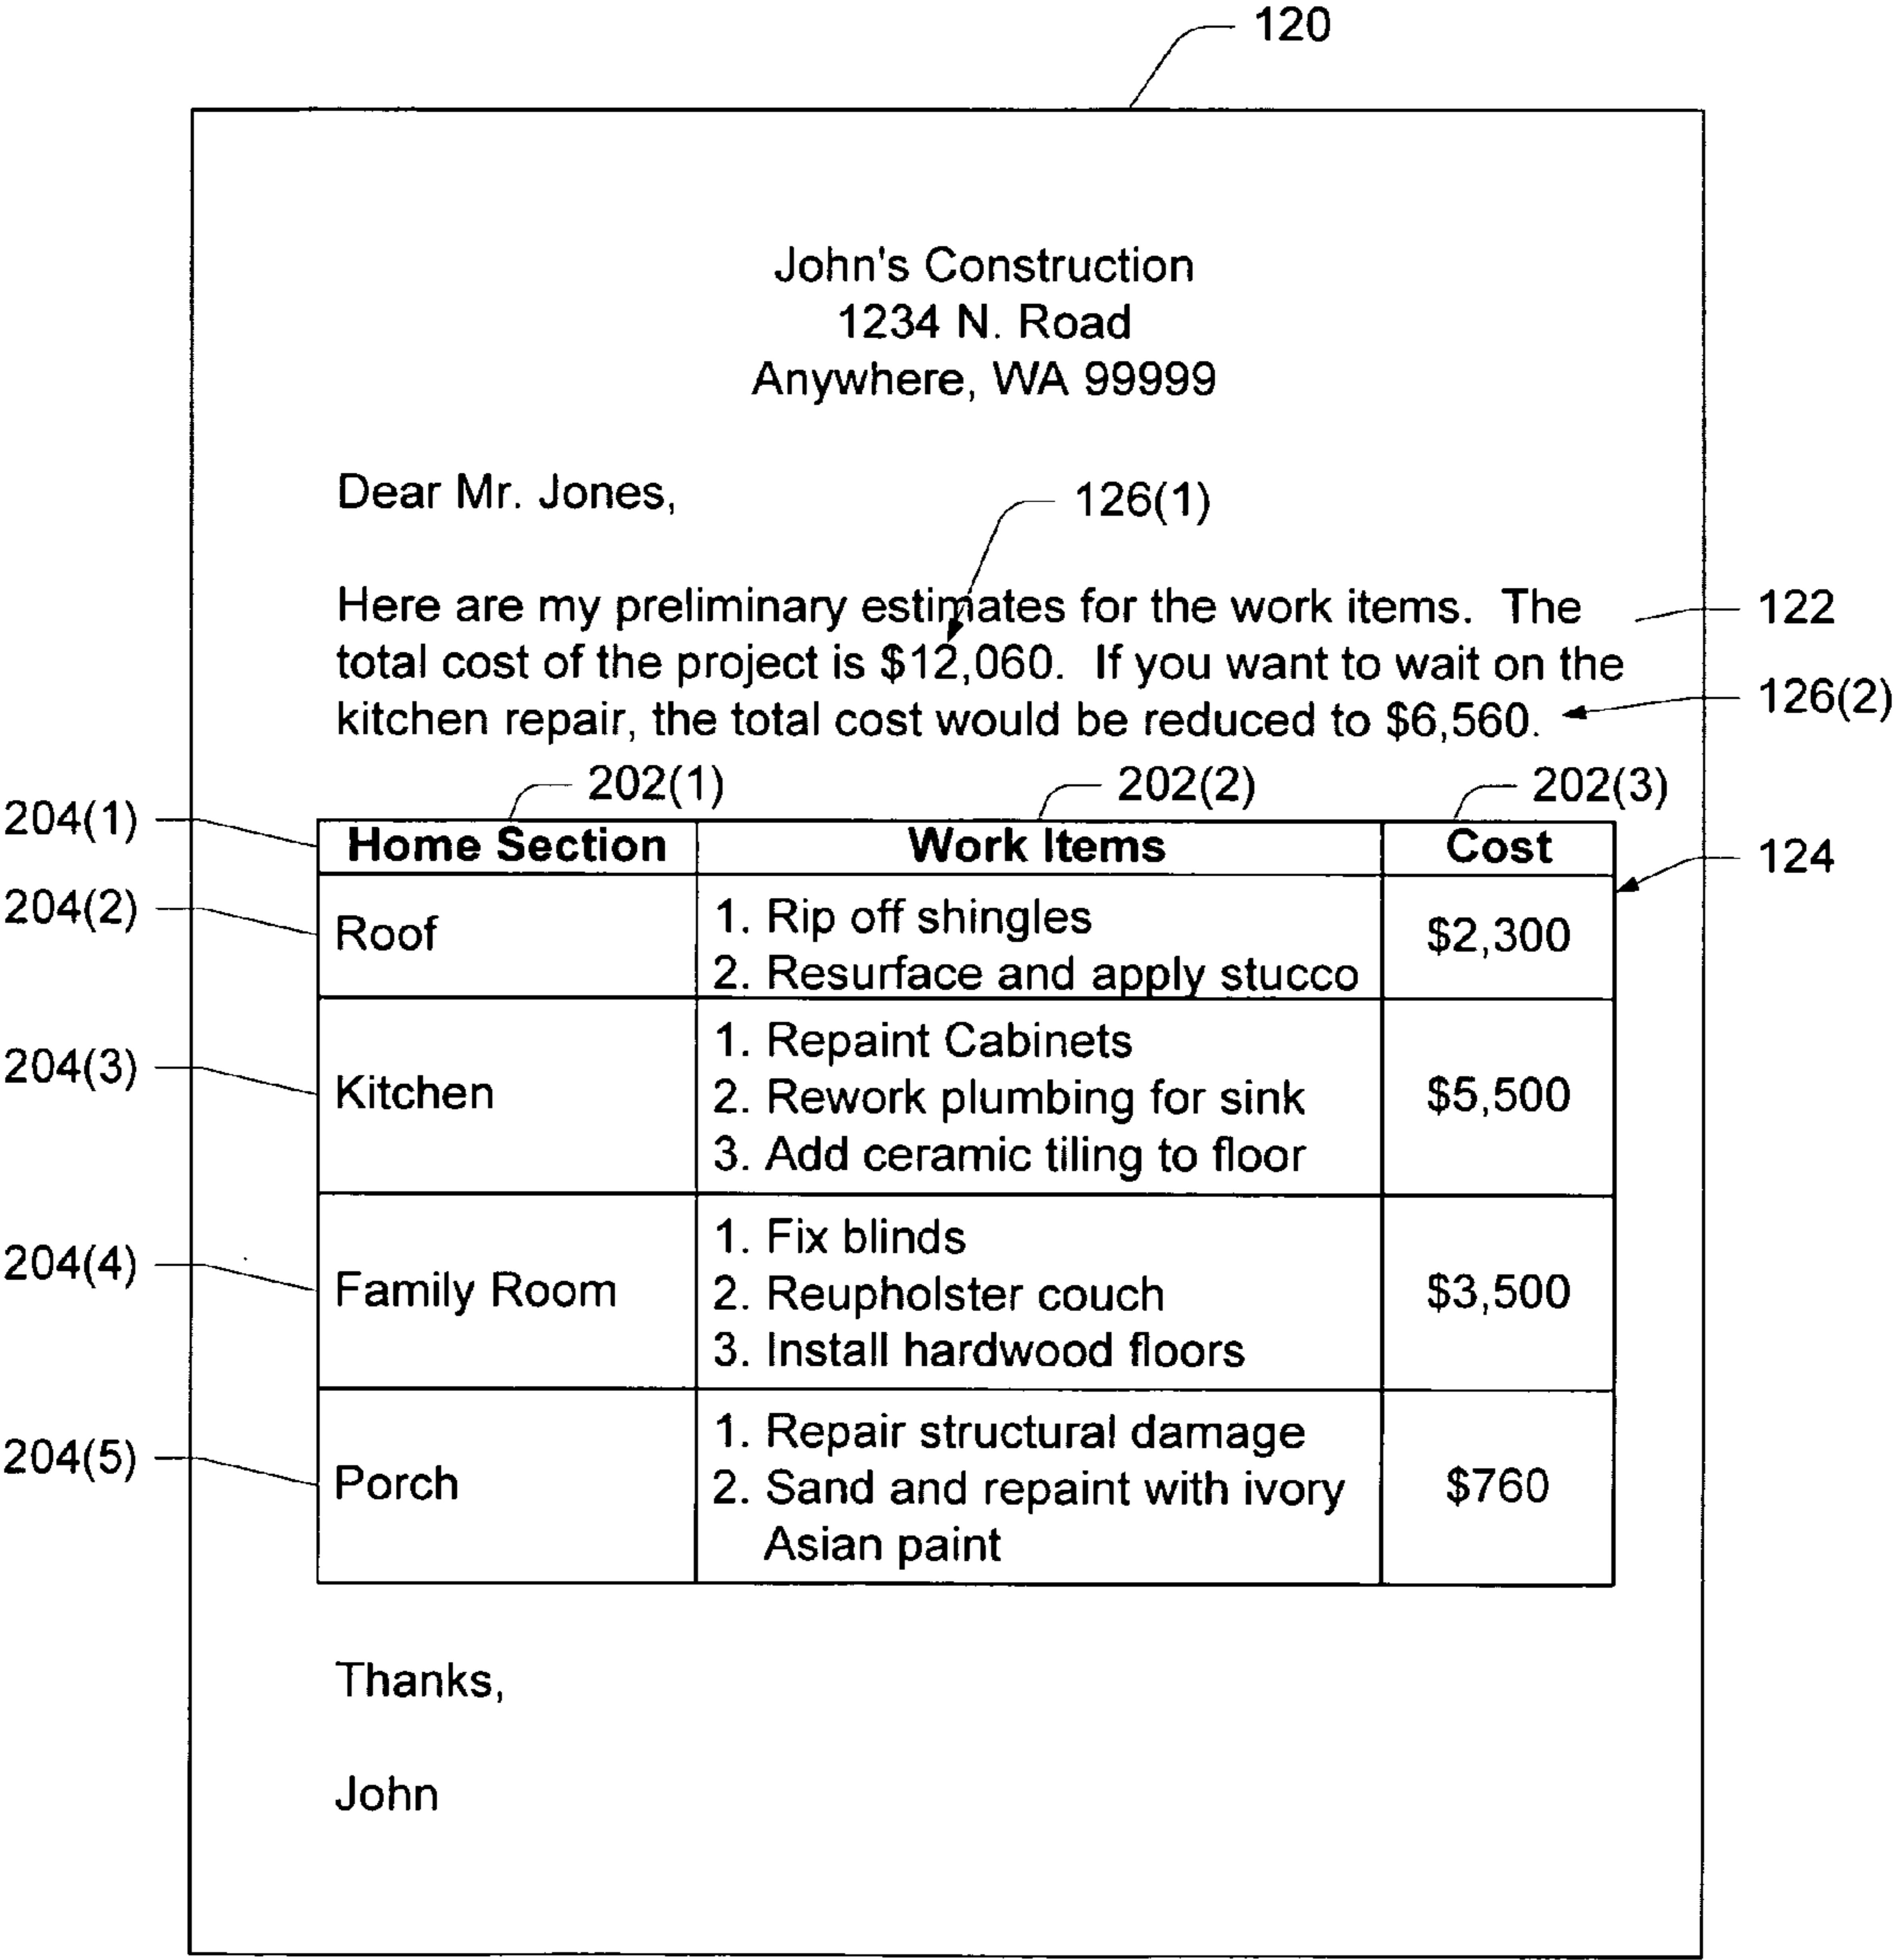 120
John's Construction
1234 N. Road
Anywhere, WA 99999
Dear Mr. Jones,
126(1)
Here are my preliminary estimates for the work items. The
122
total cost of the project is $12,060. If you want to wait on the
126(2)
kitchen repair, the total cost would be reduced to $6,560.
202(1) 202(2) 202(3)
204(1)
Home Section Work Items Cost
124
204(2)
Roof
1. Rip off shingles
2. Resurface and apply stucco
$2,300
204(3)
Kitchen
1. Repaint Cabinets
2. Rework plumbing for sink
3. Add ceramic tiling to floor
$5,500
204(4)
Family Room
1. Fix blinds
2. Reupholster couch
3. Install hardwood floors
$3,500
204(5)
Porch
1. Repair structural damage
2. Sand and repaint with ivory
Asian paint
$760
Thanks,
John